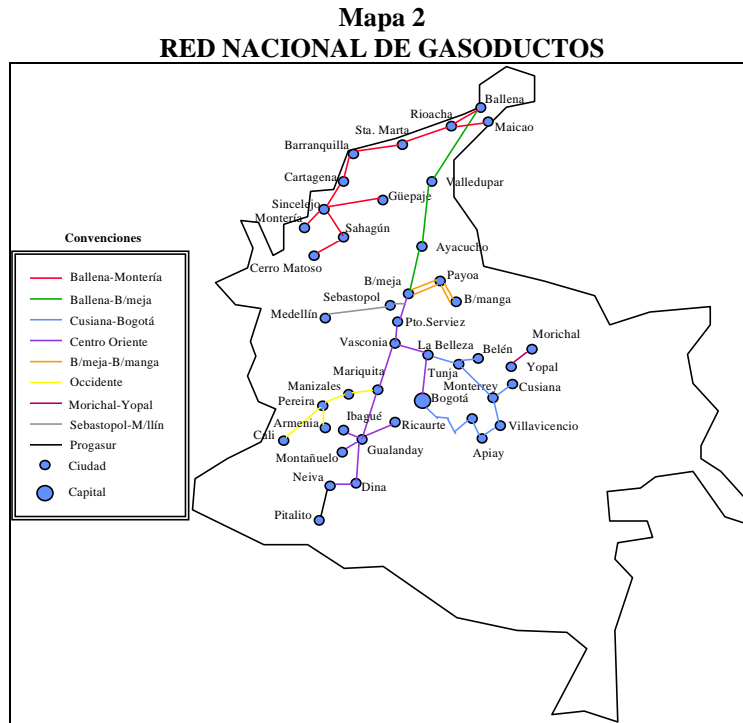 Mapa 2
RED NACIONAL DE GASODUCTOS
Ballena
Rioacha
Maicao
Sta. Marta
Barranquilla
Cartagena
Valledupar
Güepaje
Sincelejo
Montería
Sahagún
Ayacucho
Cerro Matoso
B/meja
Payoa
Sebastopol
B/manga
Medellín
Pto.Serviez
Vasconia
La Belleza
Belén
Morichal
Tunja
Yopal
Mariquita
Monterrey
Cusiana
Manizales
Bogotá
Pereira
Ibagué
Armenia
Ricaurte
Villavicencio
Cali
Montañuelo
Gualanday
Apiay
Neiva
Dina
Pitalito
Convenciones
Ballena-Montería
Ballena-B/meja
Cusiana-Bogotá
Centro Oriente
B/meja-B/manga
Occidente
Morichal-Yopal
Sebastopol-M/llín
Progasur
Ciudad
Capital